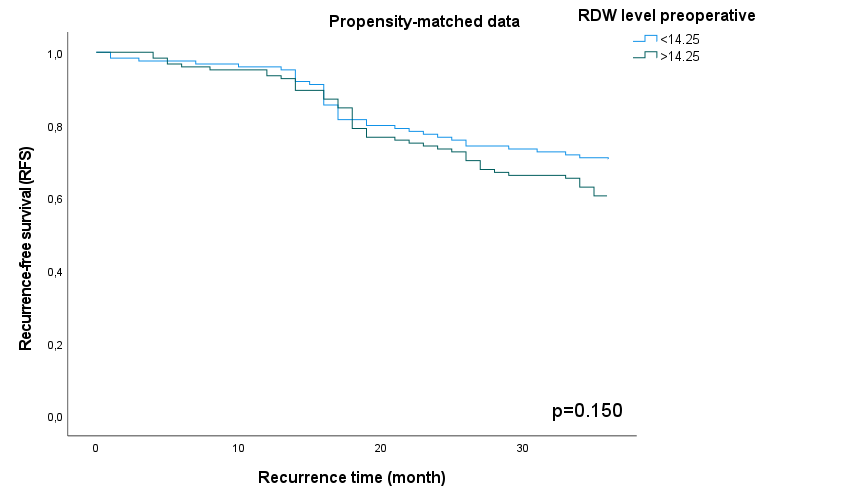 Propensity-matched data
RDW level preoperative
<14.25
>14.25
Recurrence-free survival (RFS)
1,0
0,8
0,6
0,4
0,2
0,0
p=0.150
0
10
20
30
Recurrence time (month)